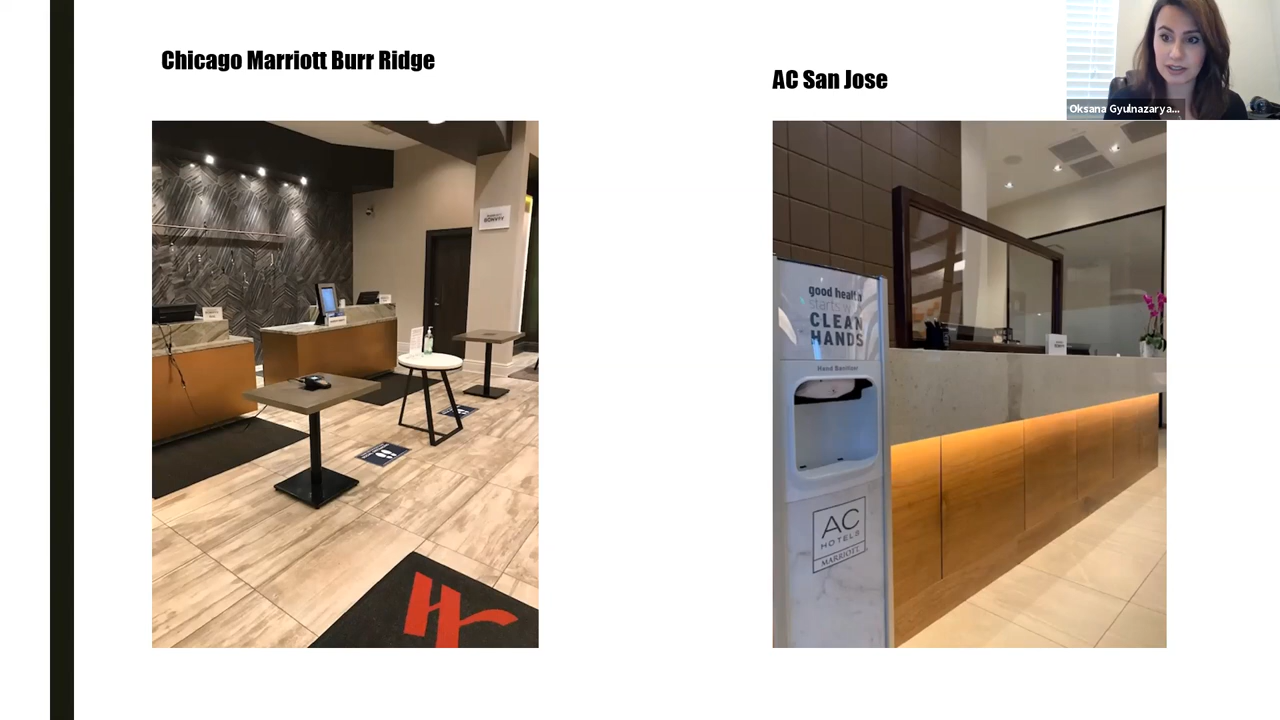 Chicago Marriott Burr Ridge
AC San Jose
Oksana Gyulnazarya...
BONVOY
good health
starts
CLEAN
HANDS
Hand Sanitizer
AC
HOTELS
MARRIOTT